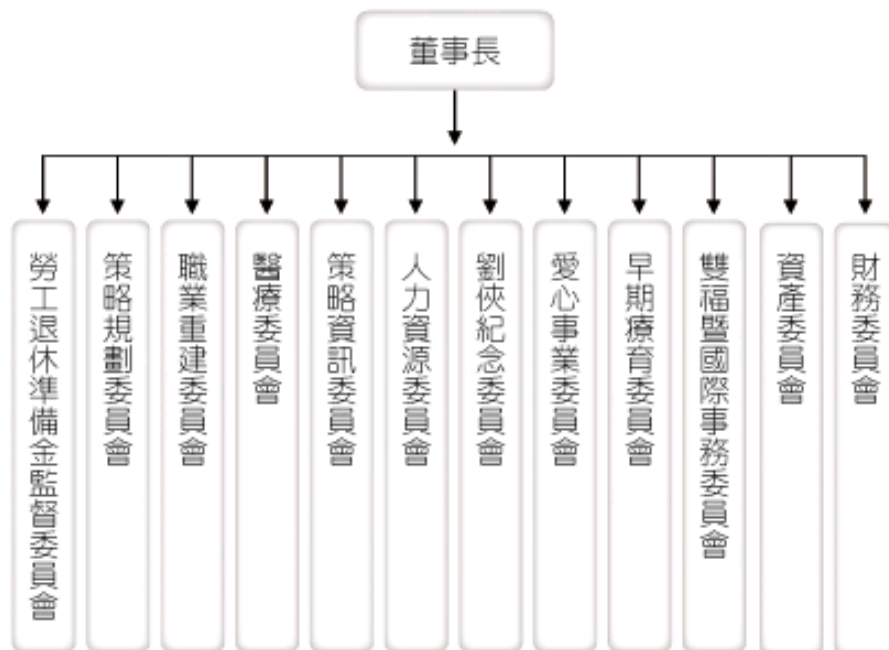 董事長
勞工退休準備金監督委員會
策略規劃委員會
職業重建委員會
醫療委員會
策略資訊委員會
人力資源委員會
劉俠紀念委員會
愛心事業委員會
早期療育委員會
雙福暨國際事務委員會
資產委員會
財務委員會